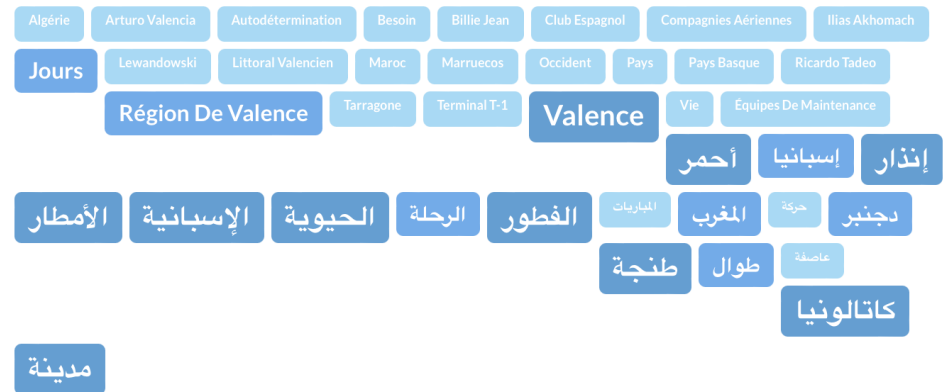 Algérie Arturo Valencia Autodétermination Besoin Billie Jean Club Espagnol Compagnies Aériennes Ilias Akhomach
Jours Lewandowski Littoral Valencien Maroc Marruecos Occident Pays Pays Basque Ricardo Tadeo
Région De Valence Tarragone Terminal T-1 Valence Vie Équipes De Maintenance
أحمر إسبانيا إنذار
الأمطار الإسبانية الحيوية الرحلة الفطور المباريات المغرب حركة دجنبر
طنجة طوال عاصفة
كاتالونيا
مدينة